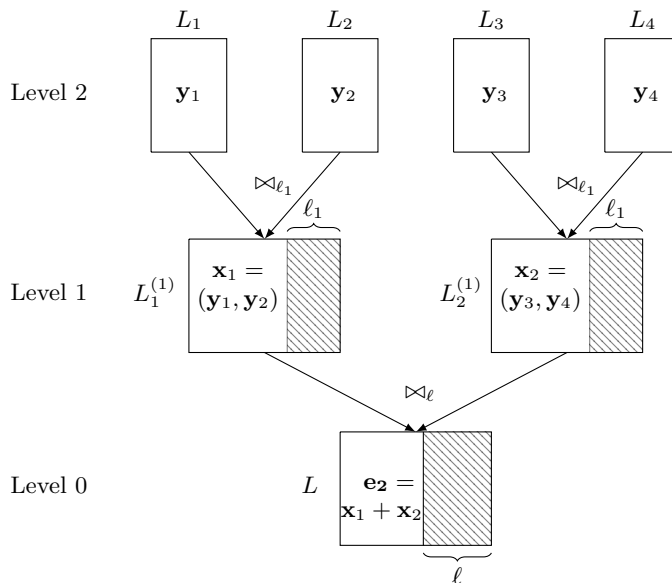 L₁ L₂ L₃ L₄
Level 2 𝐲₁ 𝐲₂ 𝐲₃ 𝐲₄
⋈ℓ₁ ⋈ℓ₁
ℓ₁ ℓ₁
Level 1 L₁⁽¹⁾ 𝐱₁ = L₂⁽¹⁾ 𝐱₂ =
(𝐲₁, 𝐲₂) (𝐲₃, 𝐲₄)
⋈ℓ
Level 0 L 𝐞₂ =
𝐱₁ + 𝐱₂
ℓ